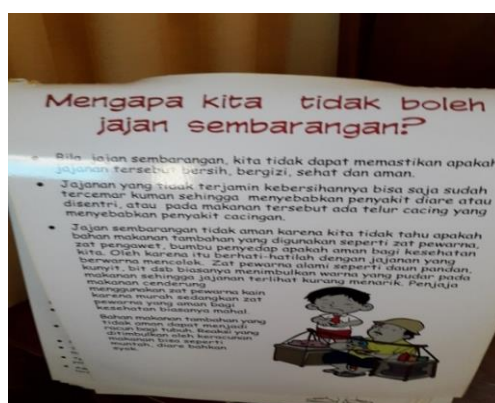 Mengapa kita tidak boleh
jajan sembarangan?
Bila jajan sembarangan, kita tidak dapat memastikan apakah
jajanan tersebut bersih, bergizi, sehat dan aman.
Jajanan yang tidak terjamin kebersihannya bisa saja sudah
tercemar kuman sehingga menyebabkan penyakit diare atau
disentri, atau pada makanan tersebut ada telur cacing yang
menyebabkan penyakit cacingan.
Jajan sembarangan tidak aman karena kita tidak tahu apakah
bahan makanan tambahan yang digunakan seperti zat pewarna,
zat pengawet, bumbu penyedap apakah aman bagi kesehatan
kita. Oleh karena itu berhati-hatilah dengan jajanan yang
berwarna mencolok. Zat pewarna alami seperti daun pandan,
kunyit, bit dsb biasanya menimbulkan warna yang pudar pada
makanan sehingga jajanan terlihat kurang menarik. Penjaja
makanan cenderung
menggunakan zat pewarna kain
karena murah sedangkan zat
pewarna yang aman bagi
kesehatan biasanya mahal.
Bahan makanan tambahan yang
tidak aman dapat menjadi
racun bagi tubuh. Reaksi yang
ditimbulkan oleh keracunan
makanan bisa seperti
muntah, diare bahkan